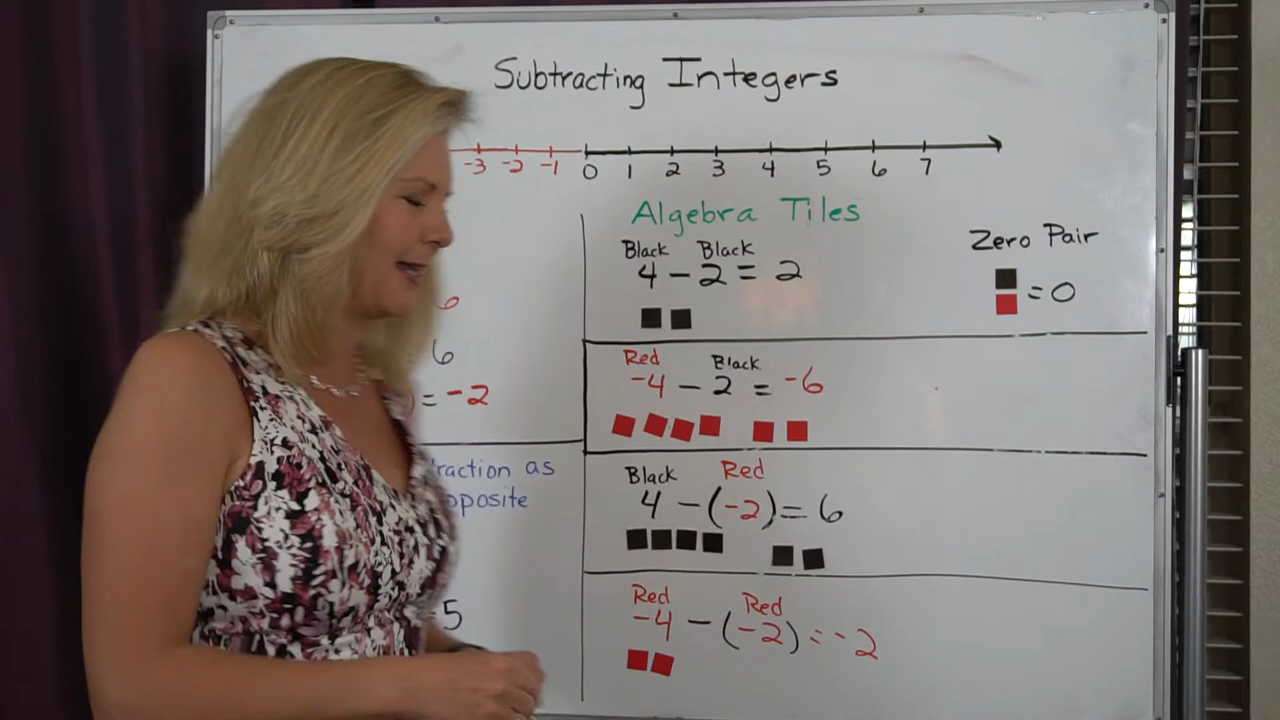 Subtracting Integers
-3 -2 -1 0 1 2 3 4 5 6 7
6
6
= -2
raction as
opposite
5
Algebra Tiles
Black Black
4 - 2 = 2
Zero Pair
= 0
Red Black
-4 - 2 = -6
Black Red
4 - (-2) = 6
Red Red
-4 - (-2) = -2